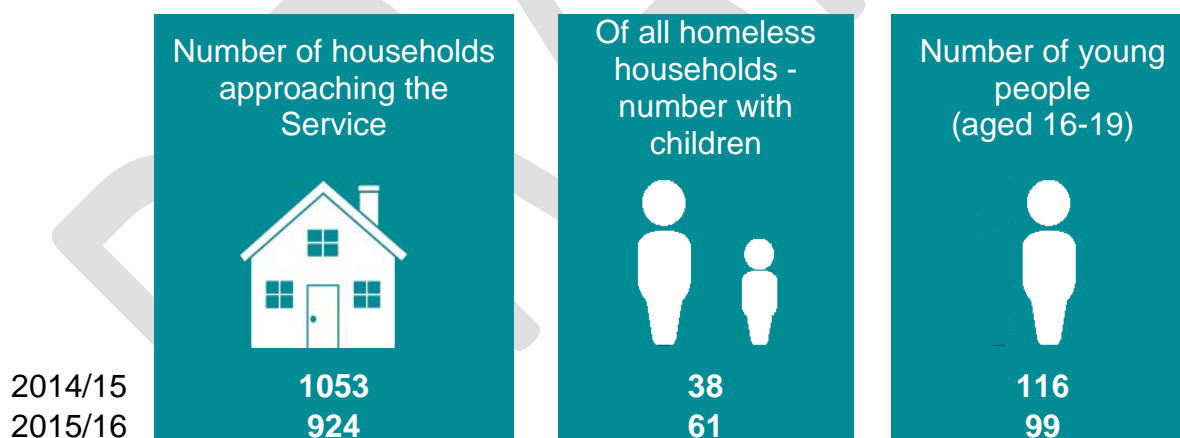 Number of households
approaching the
Service
Of all homeless
households -
number with
children
Number of young
people
(aged 16-19)
2014/15 1053 38 116
2015/16 924 61 99